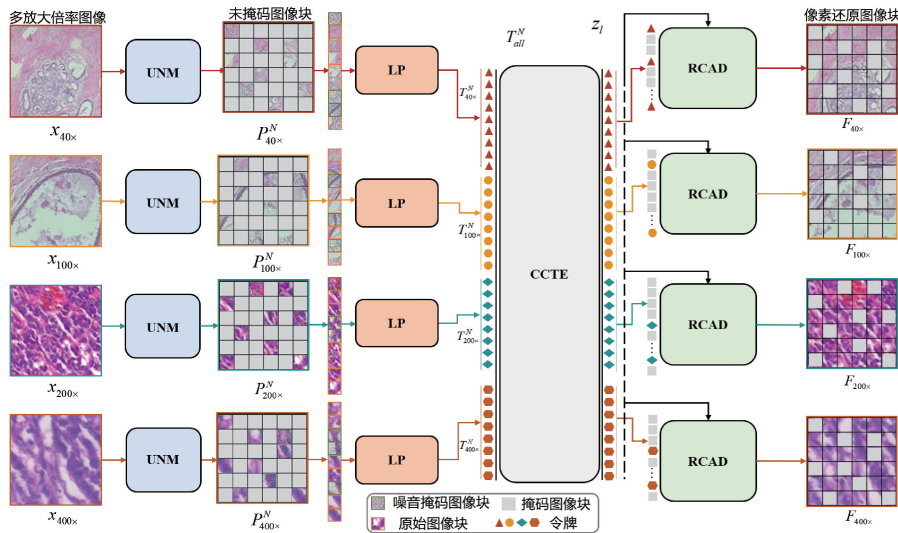 多放大倍率图像
未掩码图像块
像素还原图像块
T_all^N
z_l
UNM
LP
T_40×^N
RCAD
x_40×
P_40×^N
F_40×
UNM
LP
T_100×^N
RCAD
x_100×
P_100×^N
F_100×
CCTE
UNM
LP
T_200×^N
RCAD
x_200×
P_200×^N
F_200×
UNM
LP
T_400×^N
RCAD
x_400×
P_400×^N
F_400×
噪音掩码图像块
掩码图像块
原始图像块
令牌